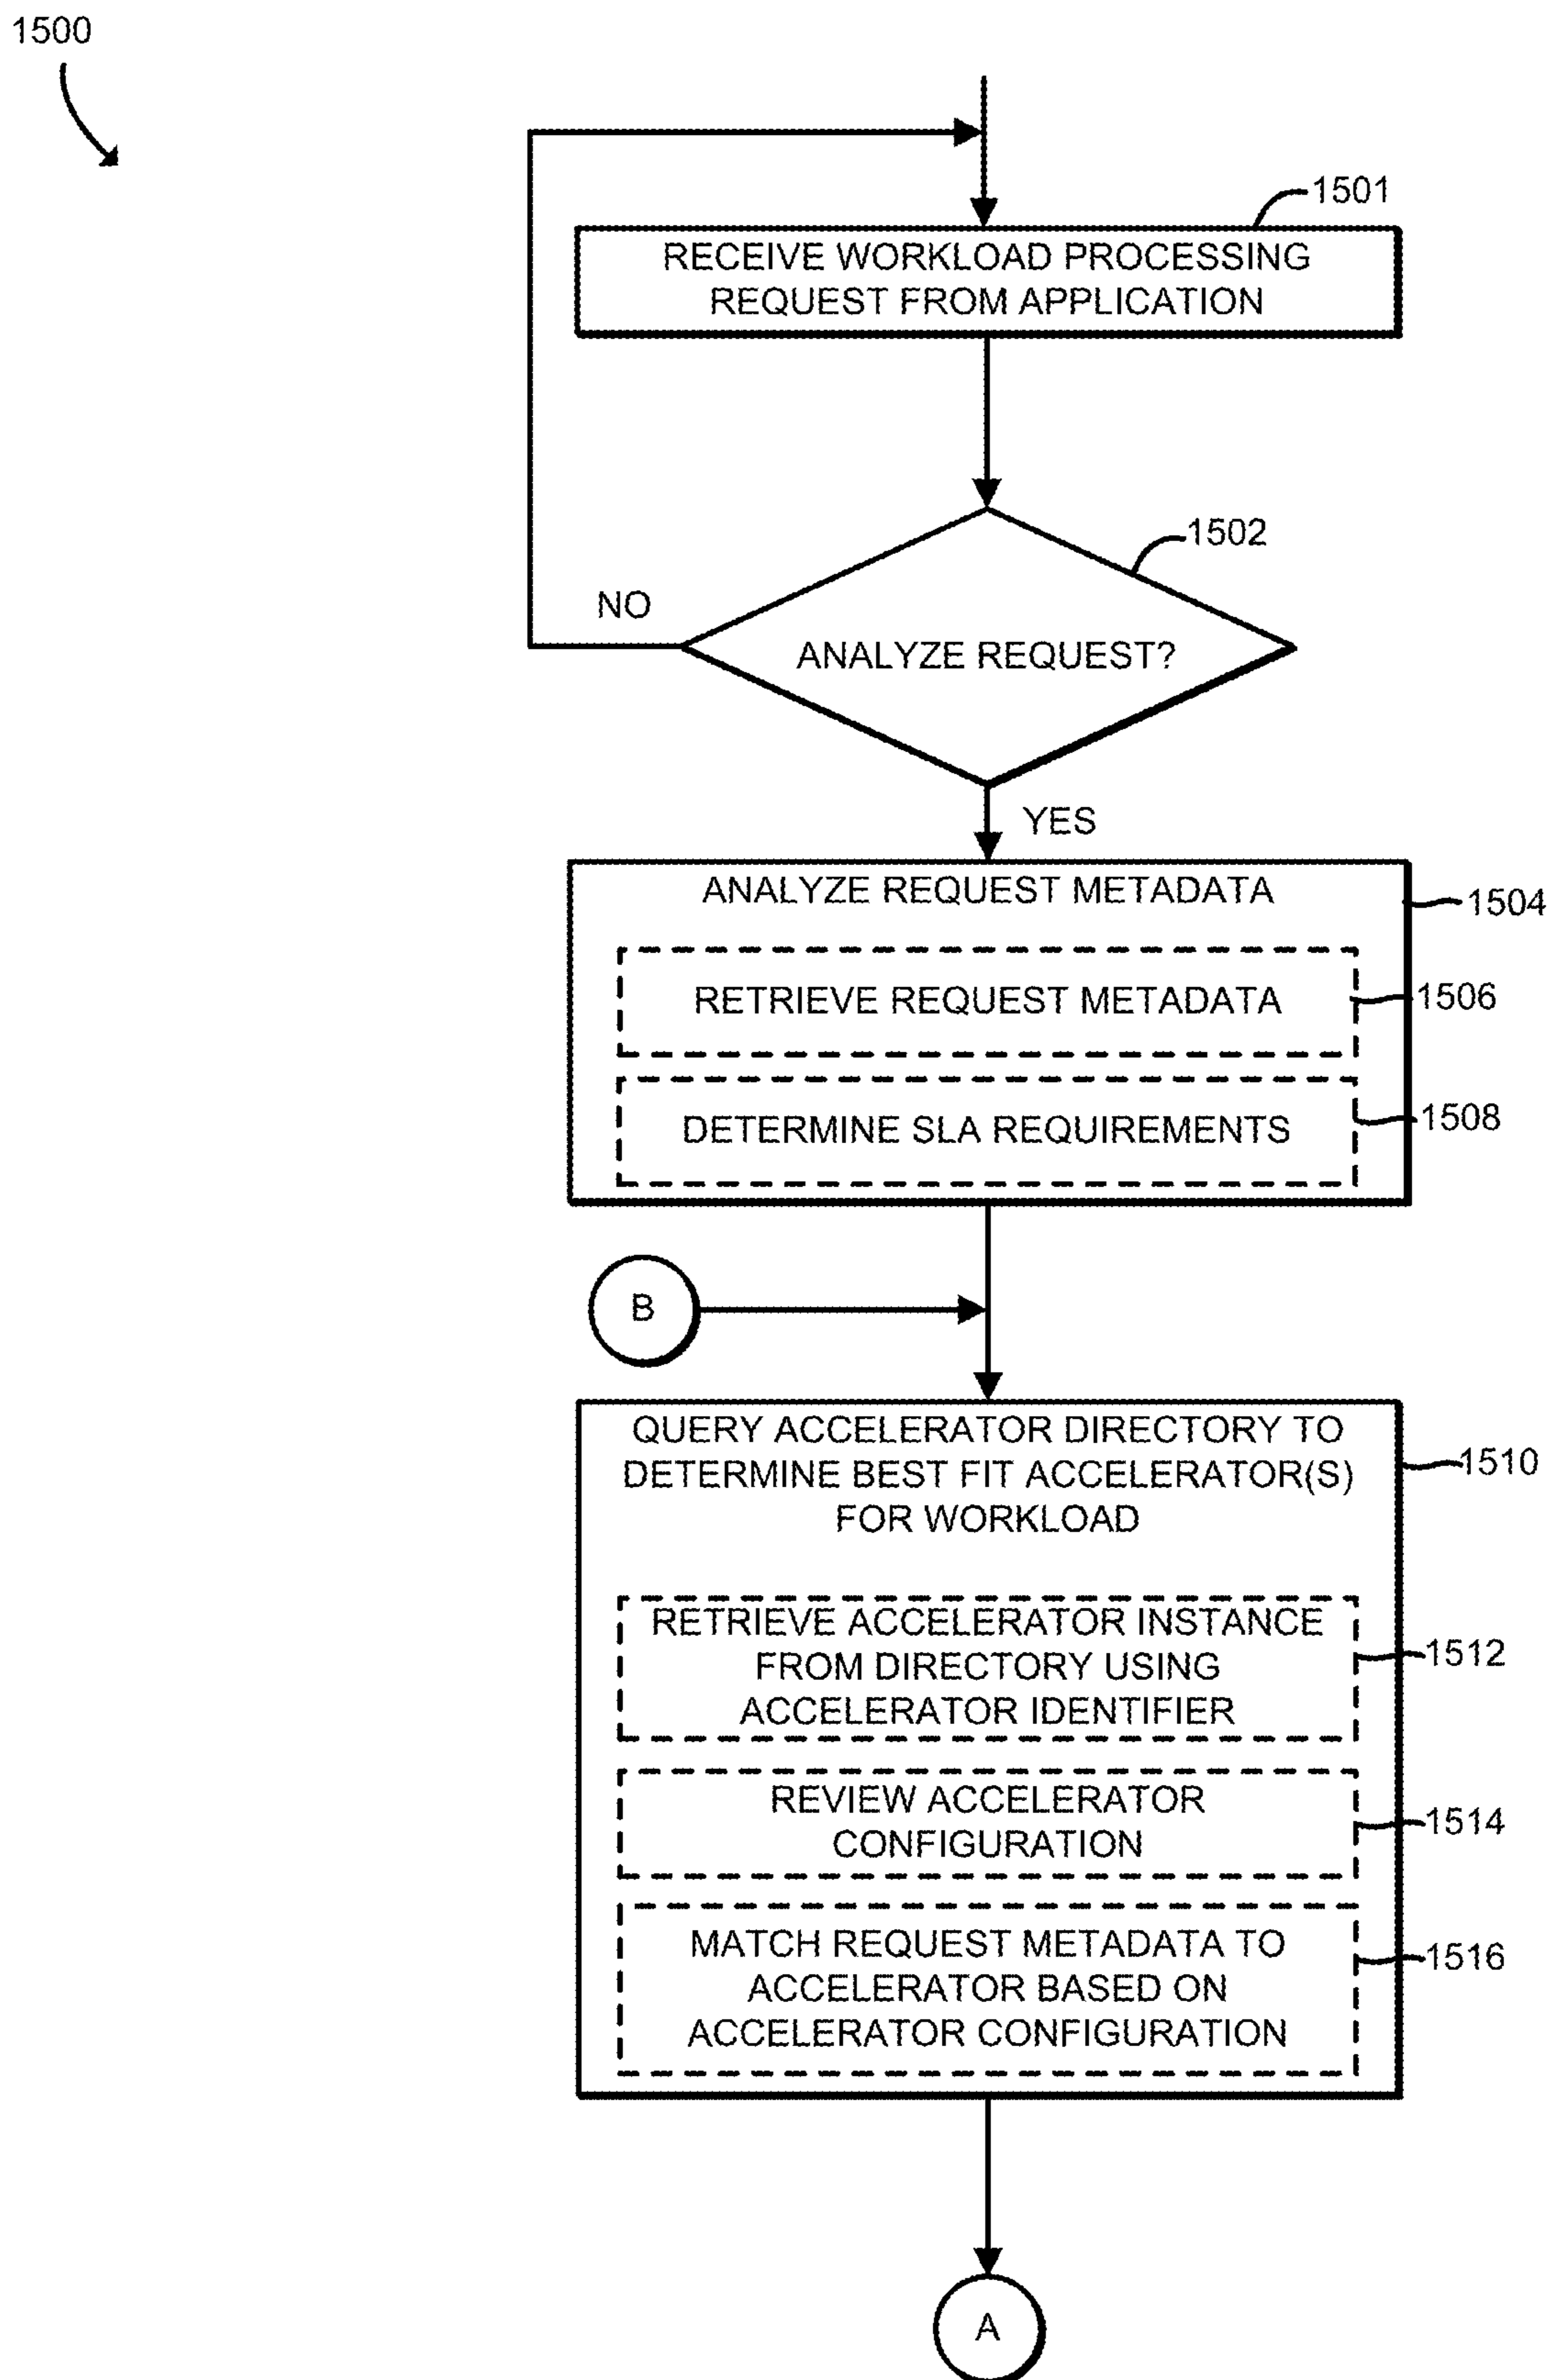 1500
1501
RECEIVE WORKLOAD PROCESSING
REQUEST FROM APPLICATION
1502
NO
ANALYZE REQUEST?
YES
ANALYZE REQUEST METADATA
1504
RETRIEVE REQUEST METADATA
1506
DETERMINE SLA REQUIREMENTS
1508
B
QUERY ACCELERATOR DIRECTORY TO
DETERMINE BEST FIT ACCELERATOR(S)
FOR WORKLOAD
1510
RETRIEVE ACCELERATOR INSTANCE
FROM DIRECTORY USING
ACCELERATOR IDENTIFIER
1512
REVIEW ACCELERATOR
CONFIGURATION
1514
MATCH REQUEST METADATA TO
ACCELERATOR BASED ON
ACCELERATOR CONFIGURATION
1516
A